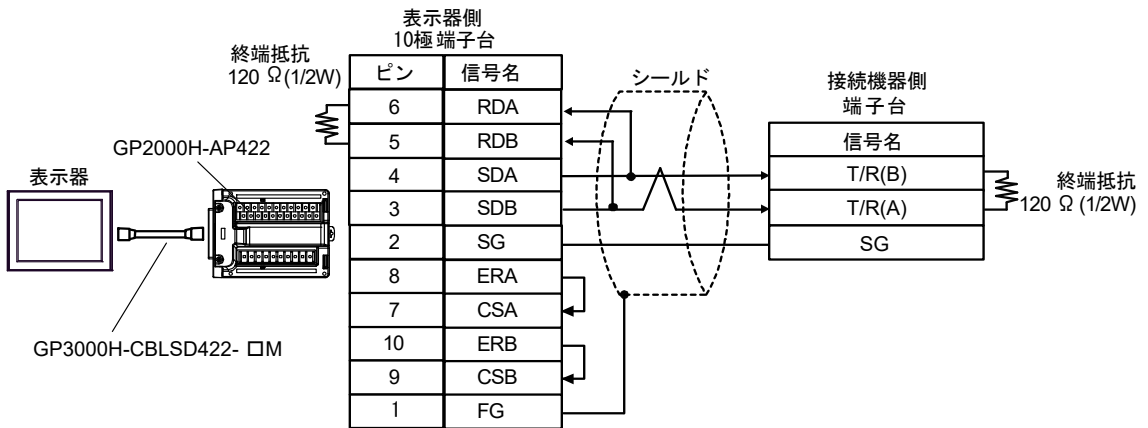 表示器側
10極端子台
終端抵抗
120 Ω(1/2W)
ピン 信号名
6 RDA
5 RDB
4 SDA
3 SDB
2 SG
8 ERA
7 CSA
10 ERB
9 CSB
1 FG
GP2000H-AP422
表示器
GP3000H-CBLSD422- 口M
シールド
接続機器側
端子台
信号名
T/R(B)
T/R(A)
SG
終端抵抗
120 Ω (1/2W)